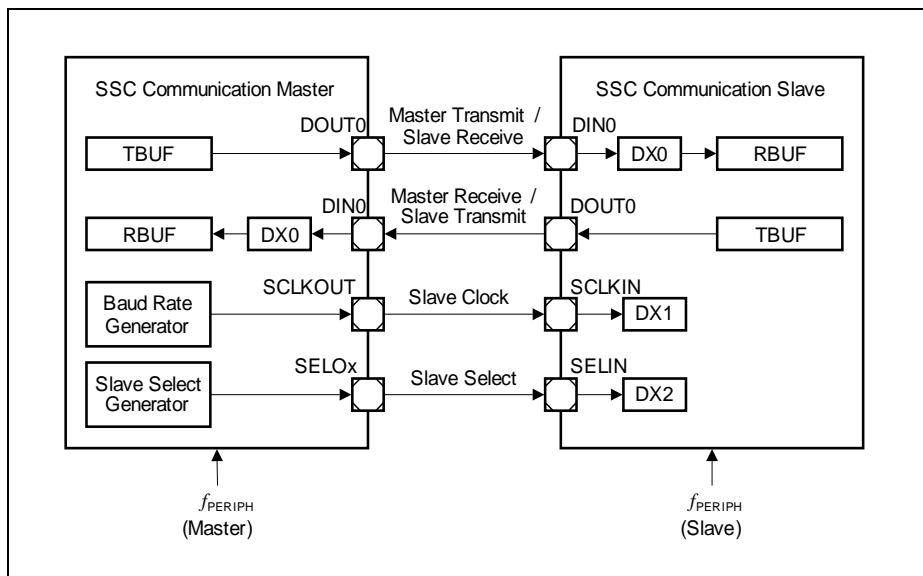 SSC Communication Master
SSC Communication Slave
DOUT0
Master Transmit /
Slave Receive
DIN0
TBUF
DX0
RBUF
DIN0
Master Receive /
Slave Transmit
DOUT0
RBUF
DX0
TBUF
SCLKOUT
Slave Clock
SCLKIN
Baud Rate
Generator
DX1
SELOx
Slave Select
SELIN
Slave Select
Generator
DX2
fPERIPH
(Master)
fPERIPH
(Slave)